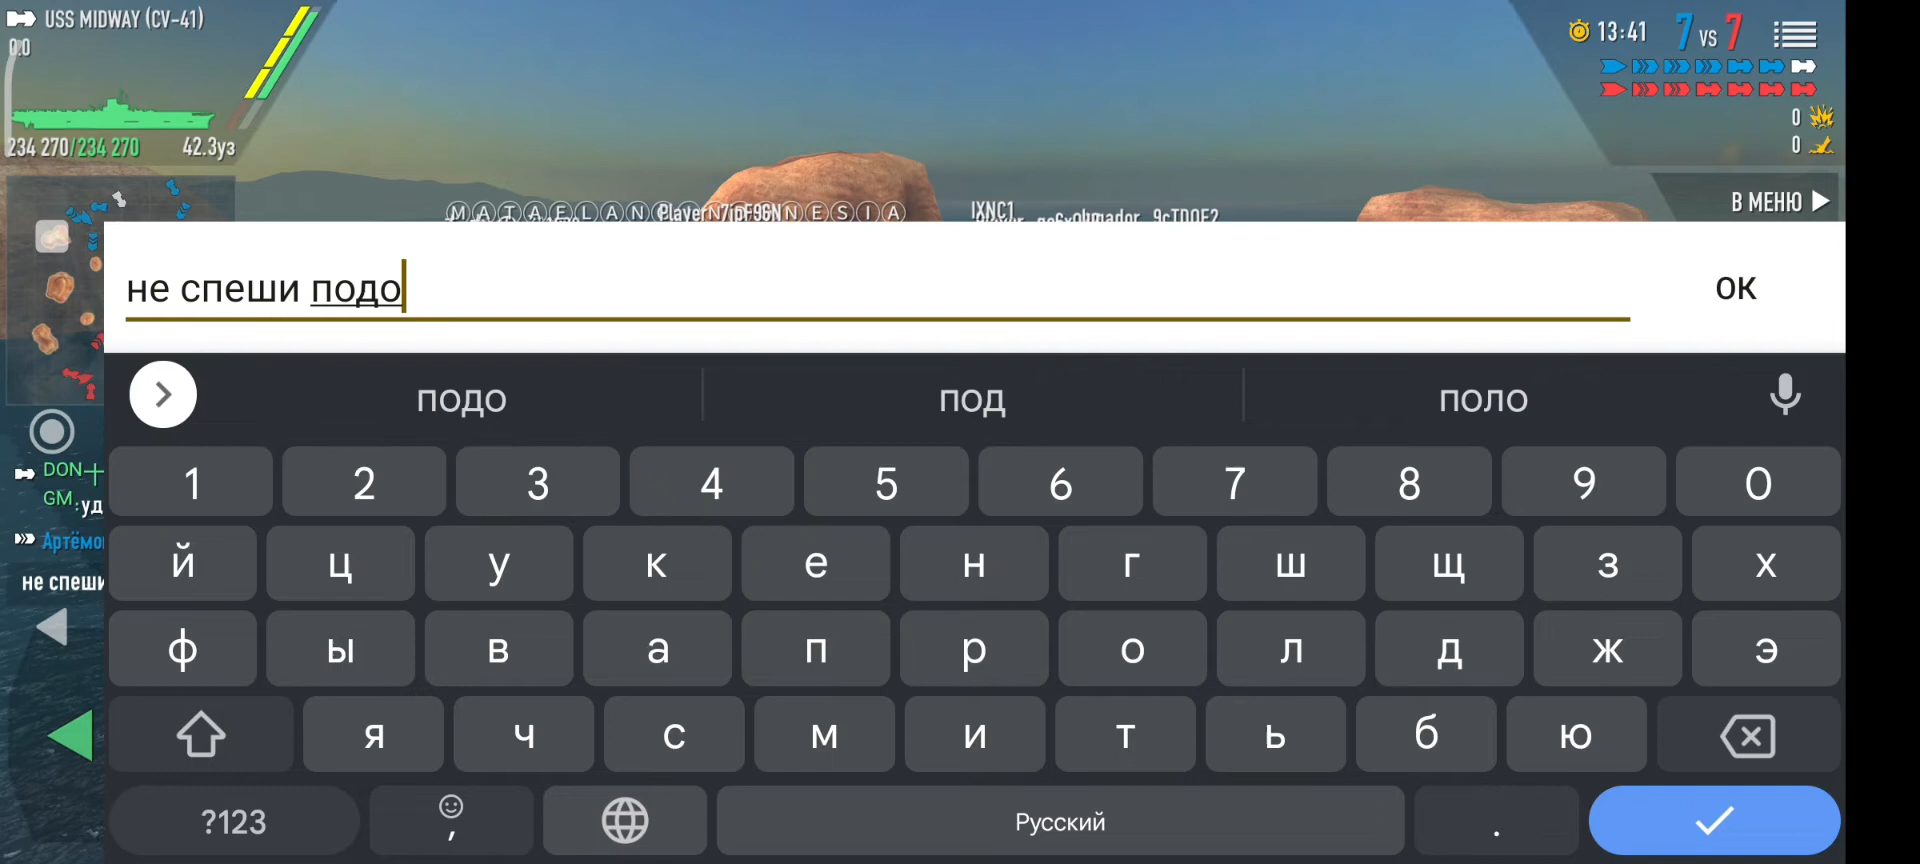 USS MIDWAY (CV-41)
0.0
234 270/234 270 42.3уз
13:41 7 VS 7
0
0
В МЕНЮ
IXNC1
не спеши подо
ОК
подо под поло
DON
GM :уд
Артёмо
не спеши
1 2 3 4 5 6 7 8 9 0
й ц у к е н г ш щ з х
ф ы в а п р о л д ж э
я ч с м и т ь б ю
?123 , Русский .